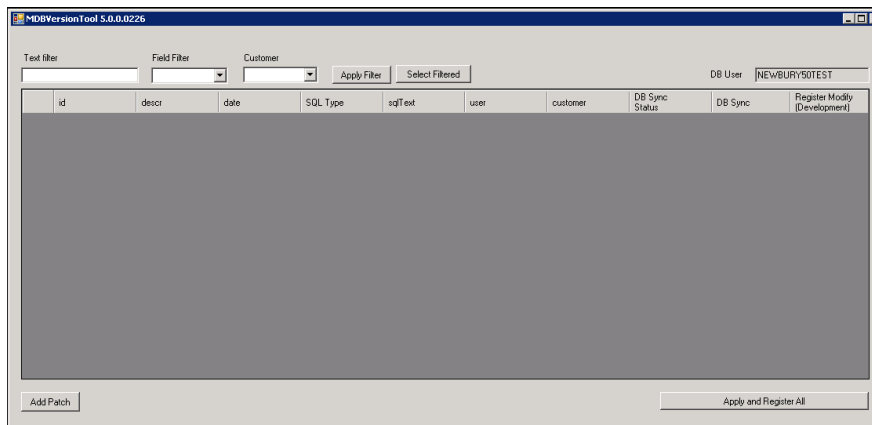 MDBVersionTool 5.0.0.0226
Text filter Field Filter Customer
Apply Filter Select Filtered DB User NEWBURY50TEST
id descr date SQL Type sqlText user customer DB Sync Status DB Sync Register Modify (Development)
Add Patch Apply and Register All